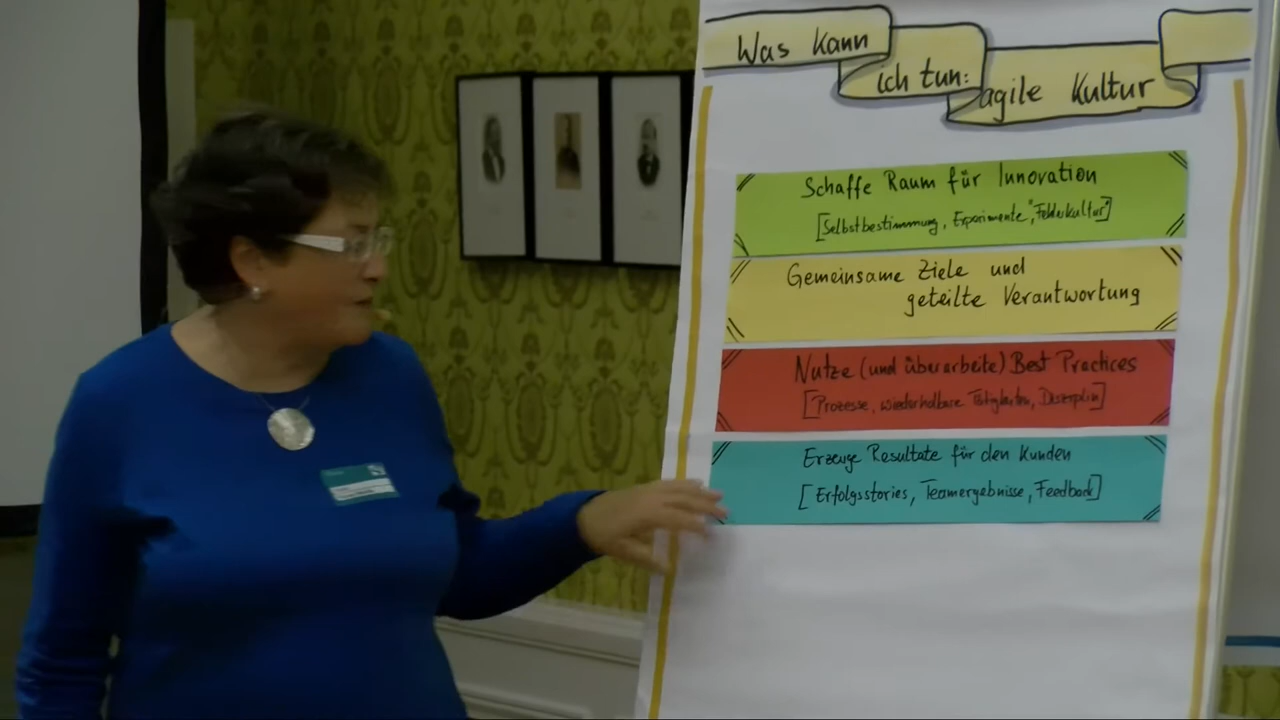 Was kann
ich tun:
agile Kultur
Schaffe Raum für Innovation
[Selbstbestimmung, Experimente, "Fehlerkultur"]
Gemeinsame Ziele und
geteilte Verantwortung
Nutze (und überarbeite) Best Practices
[Prozesse, wiederholbare Tätigkeiten, Disziplin]
Erzeuge Resultate für den Kunden
[Erfolgsstories, Teamergebnisse, Feedback]